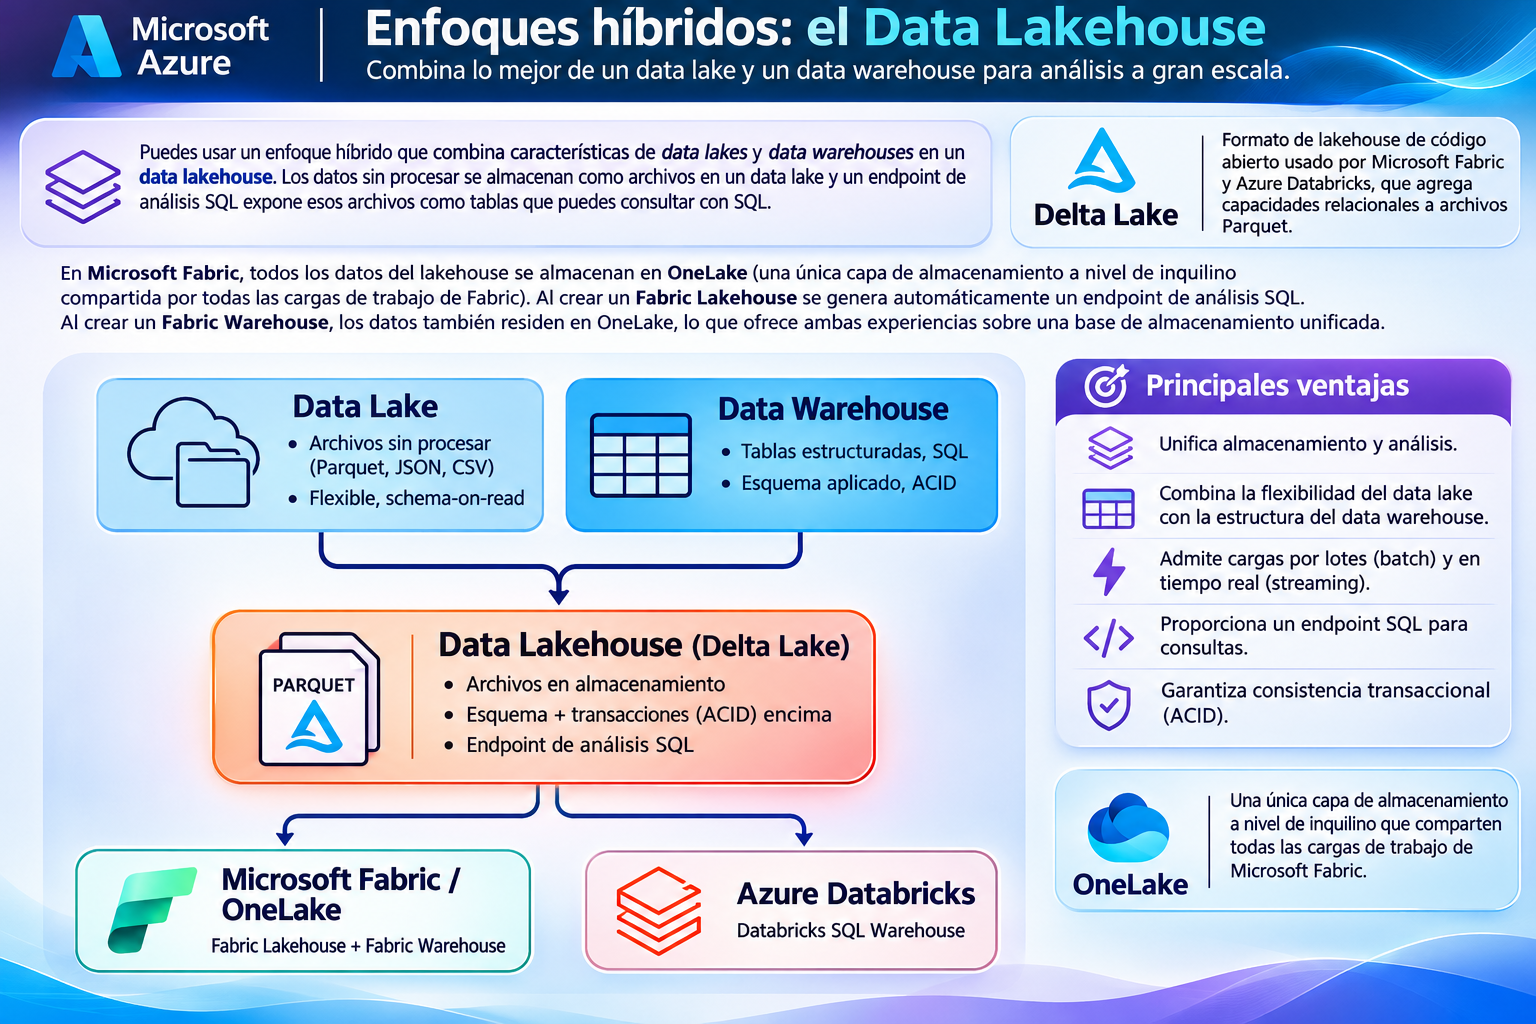 Microsoft
Azure
Enfoques híbridos: el Data Lakehouse
Combina lo mejor de un data lake y un data warehouse para análisis a gran escala.
Puedes usar un enfoque híbrido que combina características de data lakes y data warehouses en un
data lakehouse. Los datos sin procesar se almacenan como archivos en un data lake y un endpoint de
análisis SQL expone esos archivos como tablas que puedes consultar con SQL.
Delta Lake
Formato de lakehouse de código
abierto usado por Microsoft Fabric
y Azure Databricks, que agrega
capacidades relacionales a archivos
Parquet.
En Microsoft Fabric, todos los datos del lakehouse se almacenan en OneLake (una única capa de almacenamiento a nivel de inquilino
compartida por todas las cargas de trabajo de Fabric). Al crear un Fabric Lakehouse se genera automáticamente un endpoint de análisis SQL.
Al crear un Fabric Warehouse, los datos también residen en OneLake, lo que ofrece ambas experiencias sobre una base de almacenamiento unificada.
Data Lake
• Archivos sin procesar
(Parquet, JSON, CSV)
• Flexible, schema-on-read
Data Warehouse
• Tablas estructuradas, SQL
• Esquema aplicado, ACID
PARQUET
Data Lakehouse (Delta Lake)
• Archivos en almacenamiento
• Esquema + transacciones (ACID) encima
• Endpoint de análisis SQL
Microsoft Fabric /
OneLake
Fabric Lakehouse + Fabric Warehouse
Azure Databricks
Databricks SQL Warehouse
Principales ventajas
Unifica almacenamiento y análisis.
Combina la flexibilidad del data lake
con la estructura del data warehouse.
Admite cargas por lotes (batch) y en
tiempo real (streaming).
Proporciona un endpoint SQL para
consultas.
Garantiza consistencia transaccional
(ACID).
OneLake
Una única capa de almacenamiento
a nivel de inquilino que comparten
todas las cargas de trabajo de
Microsoft Fabric.